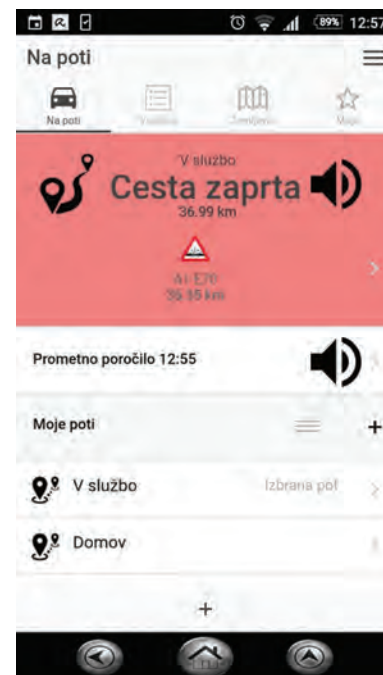 89% 12:57
Na poti
Na poti
V službo
Cesta zaprta
36.99 km
Prometno poročilo 12:55
Moje poti
V službo Izbrana pot
Domov